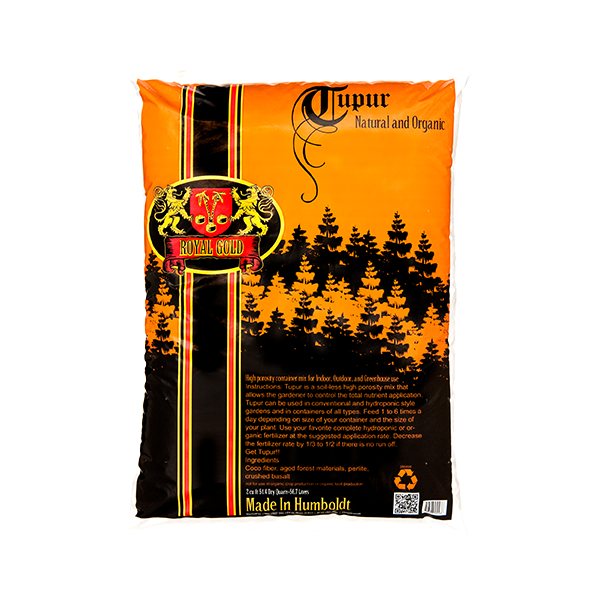 Tupur
Natural and Organic
ROYAL GOLD
High porosity container mix for Indoor, Outdoor, and Greenhouse use
Instructions: Tupur is a soil-less high porosity mix that
allows the gardener to control the total nutrient application.
Tupur can be used in conventional and hydroponic style
gardens and in containers of all types. Feed 1 to 6 times a
day depending on size of your container and the size of
your plant. Use your favorite complete hydroponic or or-
ganic fertilizer at the suggested application rate. Decrease
the fertilizer rate by 1/3 to 1/2 if there is no run-off.
Get Tupur!!
Ingredients
Coco fiber, aged forest materials, perlite,
crushed basalt
2 cu ft 51.4 Dry Quarts-56.7 Liters
Made In Humboldt